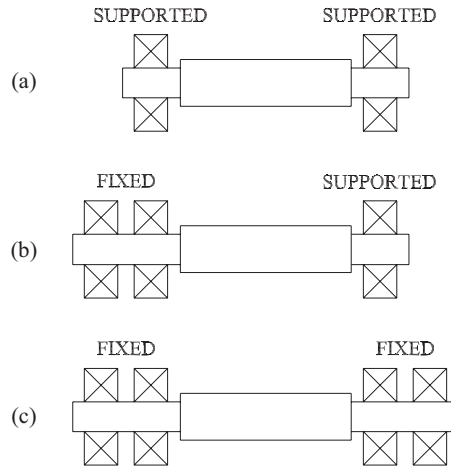 SUPPORTED SUPPORTED
(a)
FIXED SUPPORTED
(b)
FIXED FIXED
(c)